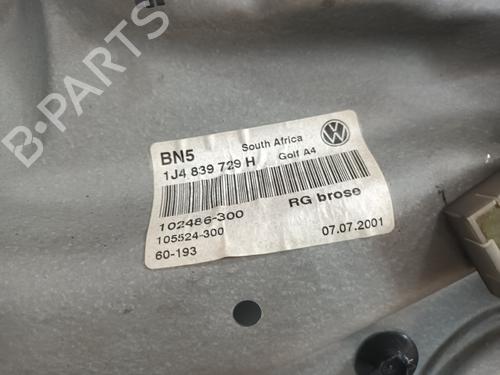 BN5 South Africa
1J4 839 729 H Golf A4
102486-300 RG brose
105524-300 07.07.2001
60-193
B-PARTS